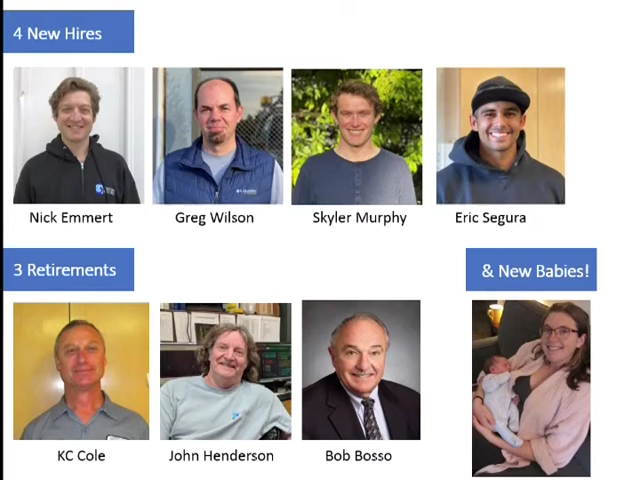 4 New Hires
Nick Emmert
Greg Wilson
Skyler Murphy
Eric Segura
3 Retirements
& New Babies!
KC Cole
John Henderson
Bob Bosso